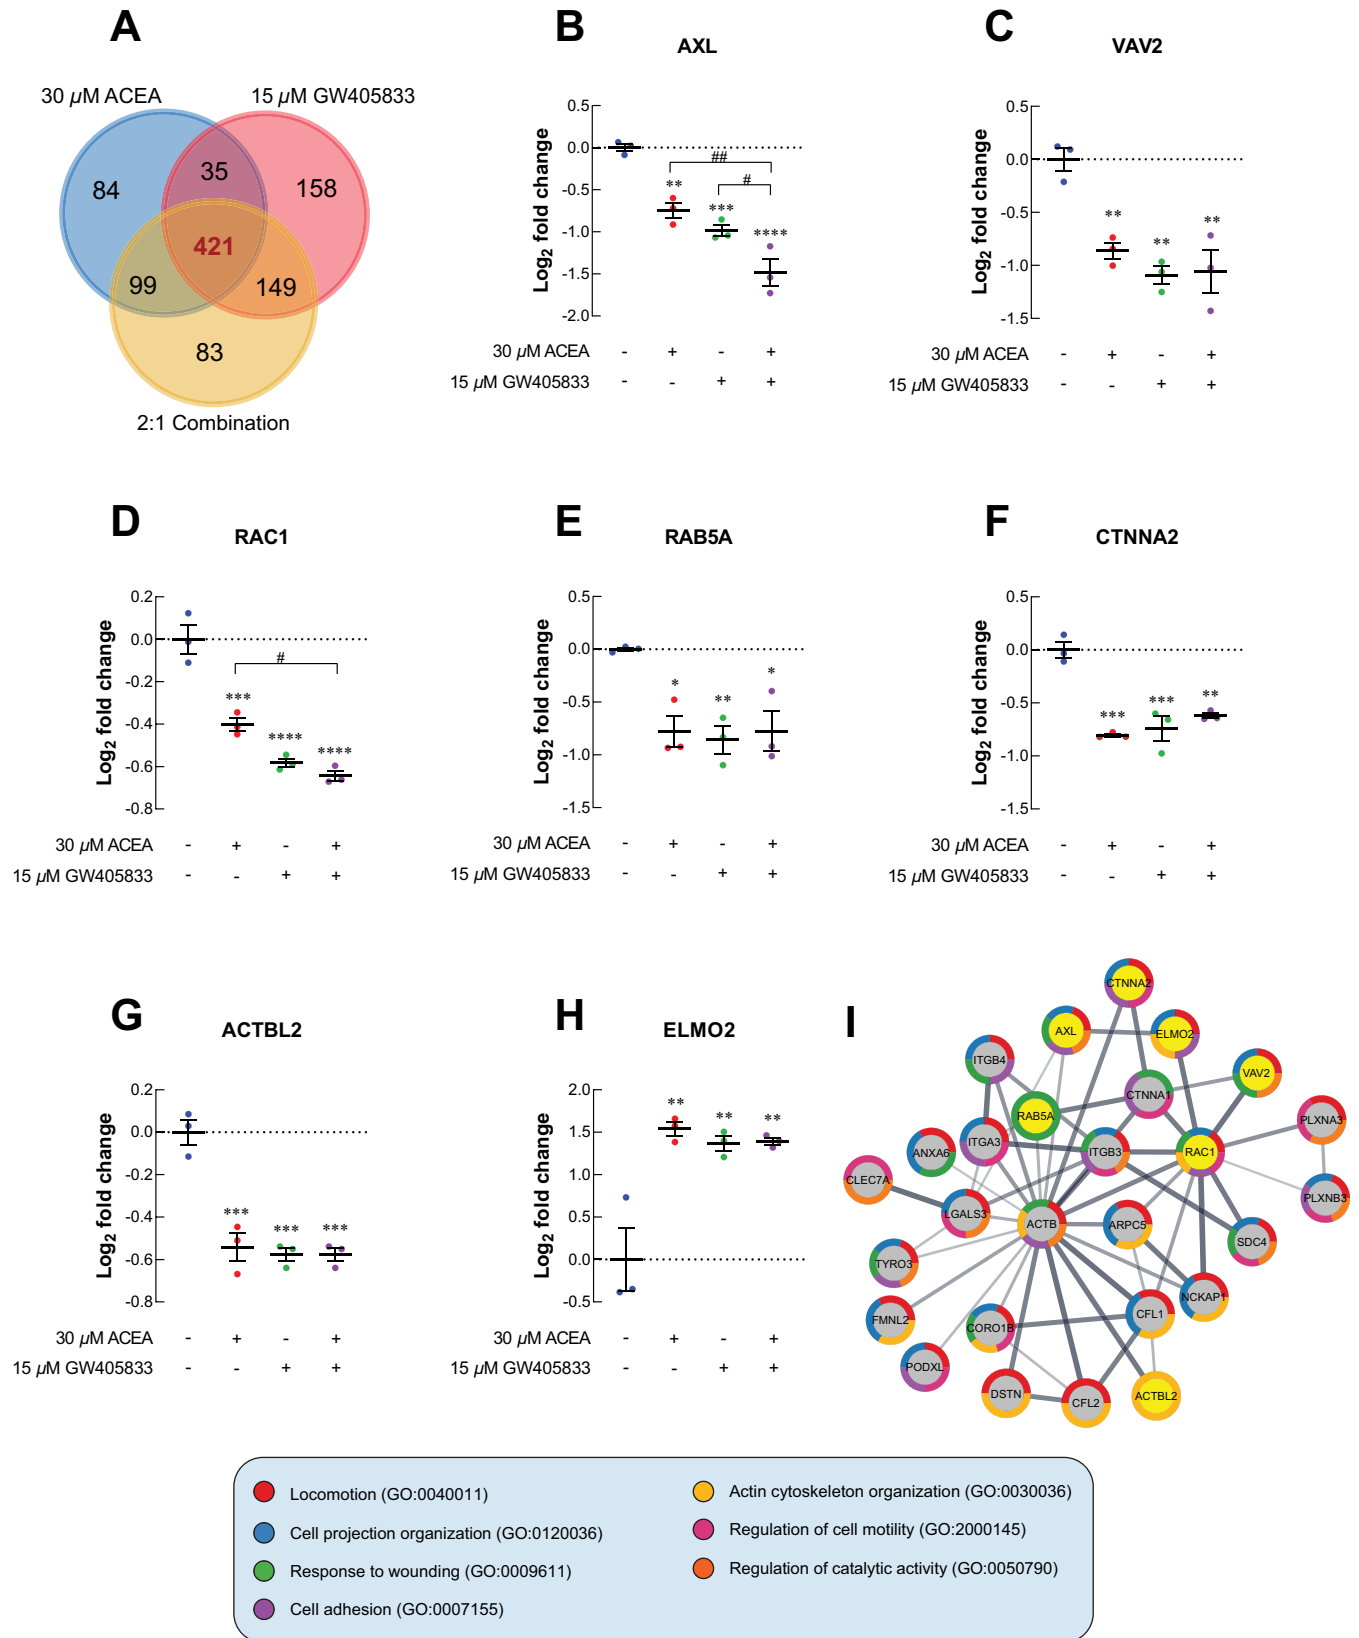 A
30 µM ACEA
15 µM GW405833
84
35
158
421
99
149
83
2:1 Combination
B
AXL
Log2 fold change
0.5
0.0
-0.5
-1.0
-1.5
-2.0
##
#
**
***
****
30 µM ACEA - + - +
15 µM GW405833 - - + +
C
VAV2
Log2 fold change
0.5
0.0
-0.5
-1.0
-1.5
**
**
**
30 µM ACEA - + - +
15 µM GW405833 - - + +
D
RAC1
Log2 fold change
0.2
0.0
-0.2
-0.4
-0.6
-0.8
#
***
****
****
30 µM ACEA - + - +
15 µM GW405833 - - + +
E
RAB5A
Log2 fold change
0.5
0.0
-0.5
-1.0
-1.5
*
**
*
30 µM ACEA - + - +
15 µM GW405833 - - + +
F
CTNNA2
Log2 fold change
0.5
0.0
-0.5
-1.0
-1.5
***
***
**
30 µM ACEA - + - +
15 µM GW405833 - - + +
G
ACTBL2
Log2 fold change
0.2
0.0
-0.2
-0.4
-0.6
-0.8
***
***
***
30 µM ACEA - + - +
15 µM GW405833 - - + +
H
ELMO2
Log2 fold change
2.0
1.5
1.0
0.5
0.0
-0.5
**
**
**
30 µM ACEA - + - +
15 µM GW405833 - - + +
I
CTNNA2
AXL
ELMO2
ITGB4
VAV2
CTNNA1
RAB5A
PLXNA3
ITGA3
ANXA6
ITGB3
RAC1
CLEC7A
PLXNB3
LGALS3
ACTB
ARPC5
SDC4
TYRO3
NCKAP1
FMNL2
CORO1B
CFL1
PODXL
DSTN
CFL2
ACTBL2
Locomotion (GO:0040011)
Cell projection organization (GO:0120036)
Response to wounding (GO:0009611)
Cell adhesion (GO:0007155)
Actin cytoskeleton organization (GO:0030036)
Regulation of cell motility (GO:2000145)
Regulation of catalytic activity (GO:0050790)